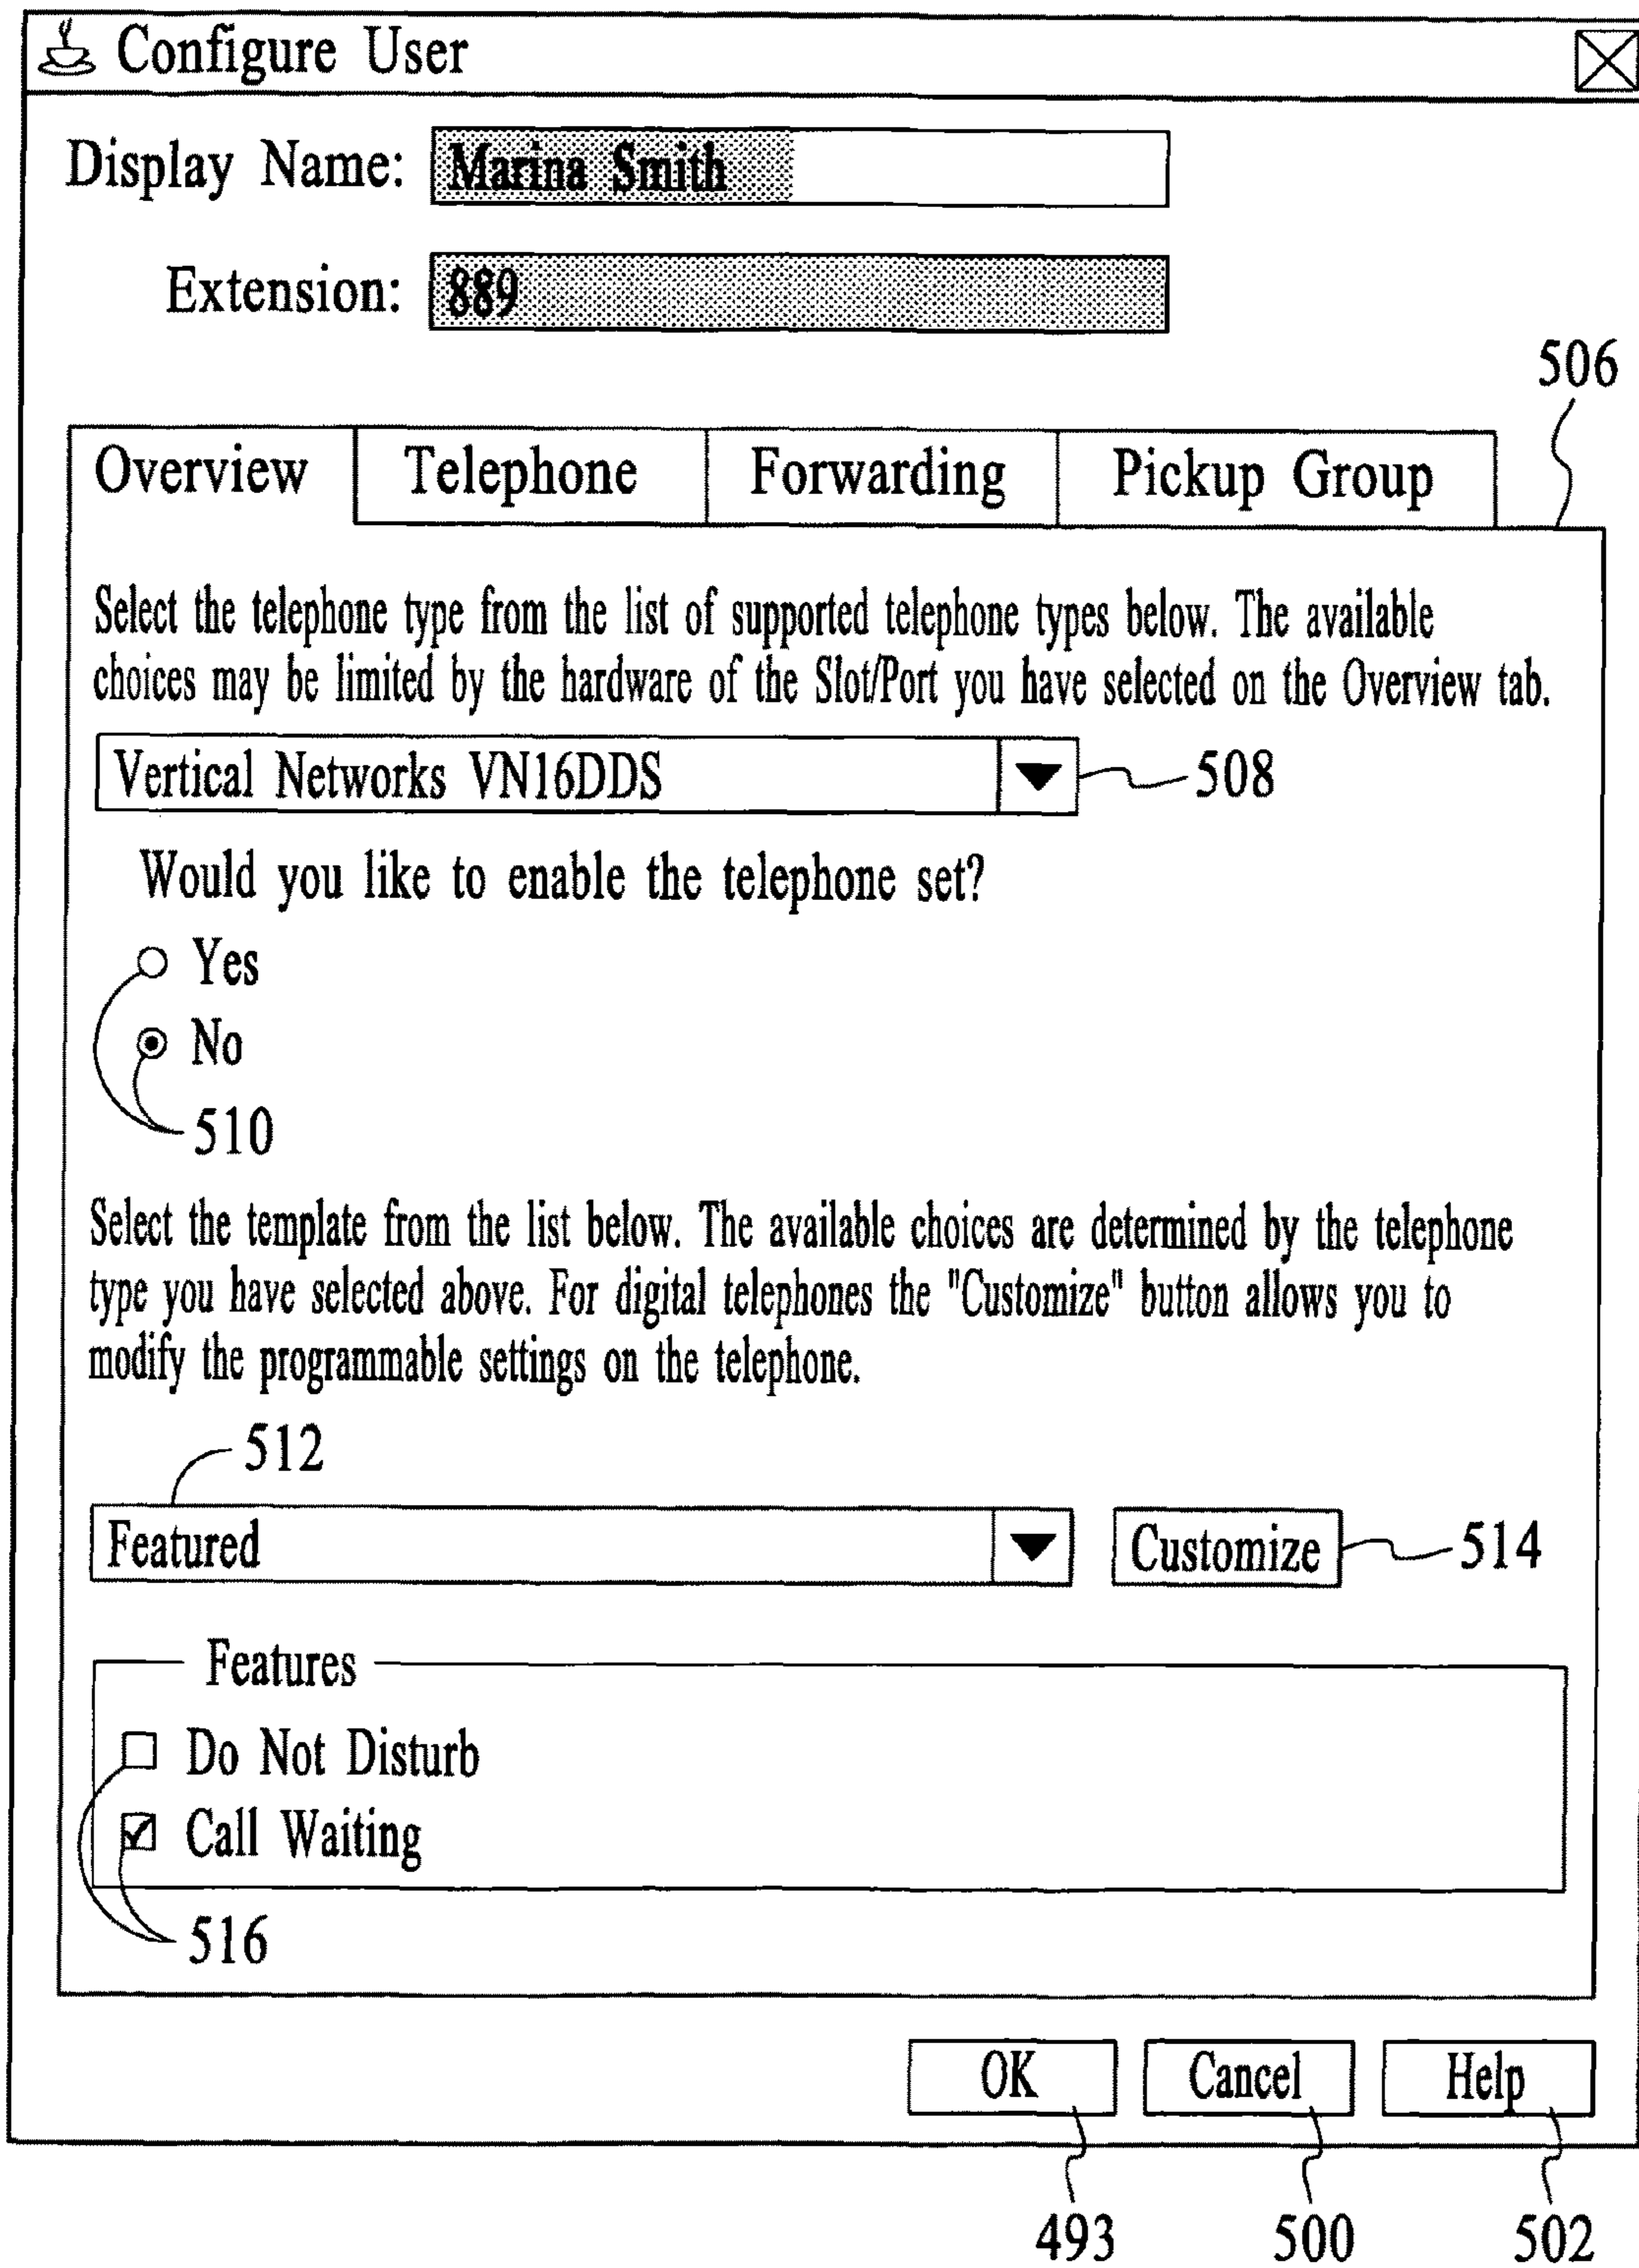 Configure User
Display Name: Marina Smith
Extension: 889
506
Overview Telephone Forwarding Pickup Group
Select the telephone type from the list of supported telephone types below. The available
choices may be limited by the hardware of the Slot/Port you have selected on the Overview tab.
Vertical Networks VN16DDS
508
Would you like to enable the telephone set?
Yes
No
510
Select the template from the list below. The available choices are determined by the telephone
type you have selected above. For digital telephones the "Customize" button allows you to
modify the programmable settings on the telephone.
512
Featured
Customize
514
Features
Do Not Disturb
Call Waiting
516
OK Cancel Help
493 500 502